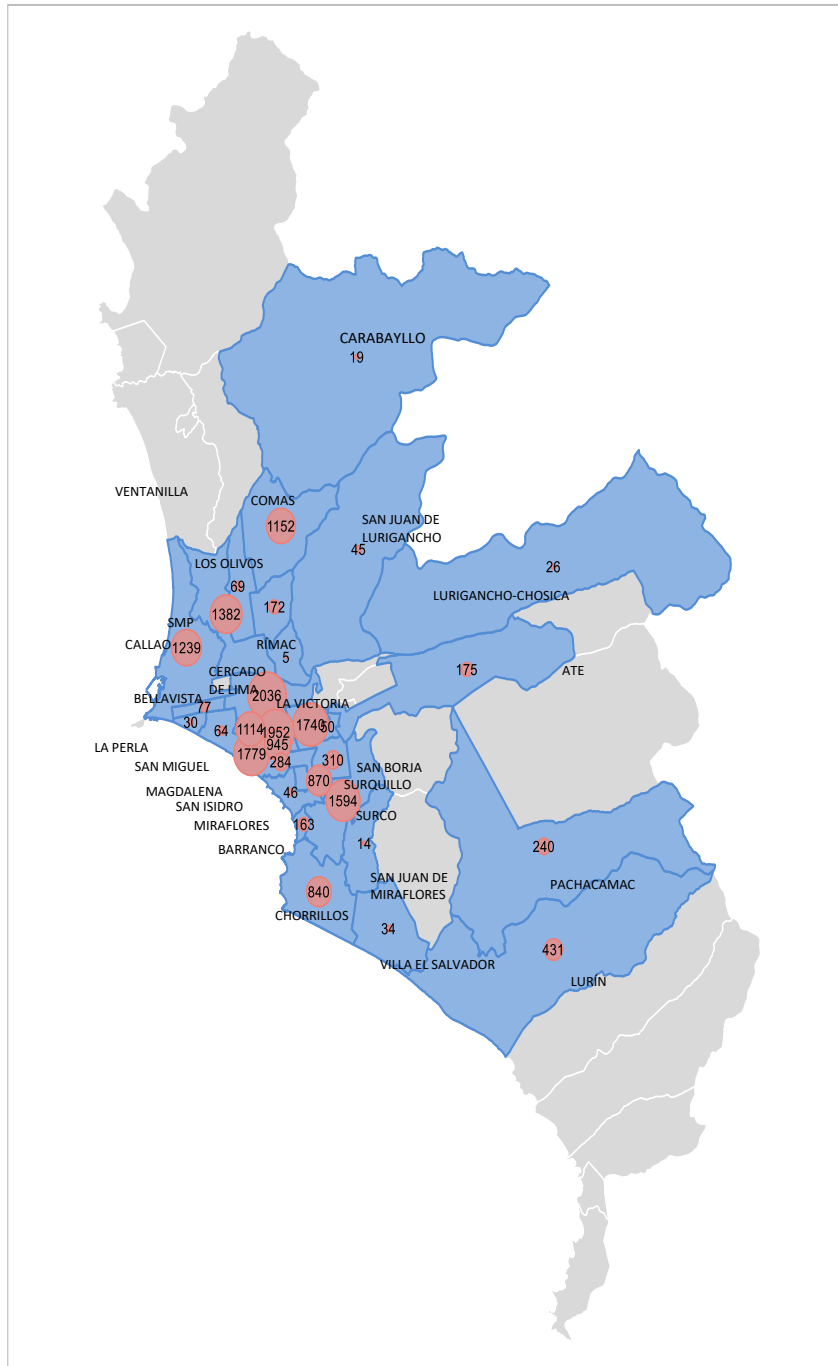 CARABAYLLO
19
VENTANILLA
COMAS
1152
SAN JUAN DE
LURIGANCHO
45
LOS OLIVOS
69
26
LURIGANCHO-CHOSICA
172
1382
SMP
CALLAO
1239
RÍMAC
5
CERCADO
DE LIMA
2036
175
ATE
BELLAVISTA
77
30
64
LA VICTORIA
1740
50
1114
1952
945
1779
284
LA PERLA
SAN MIGUEL
MAGDALENA
SAN ISIDRO
MIRAFLORES
BARRANCO
310
SAN BORJA
870
SURQUILLO
46
1594
SURCO
163
14
240
SAN JUAN DE
MIRAFLORES
PACHACAMAC
840
CHORRILLOS
34
VILLA EL SALVADOR
431
LURÍN